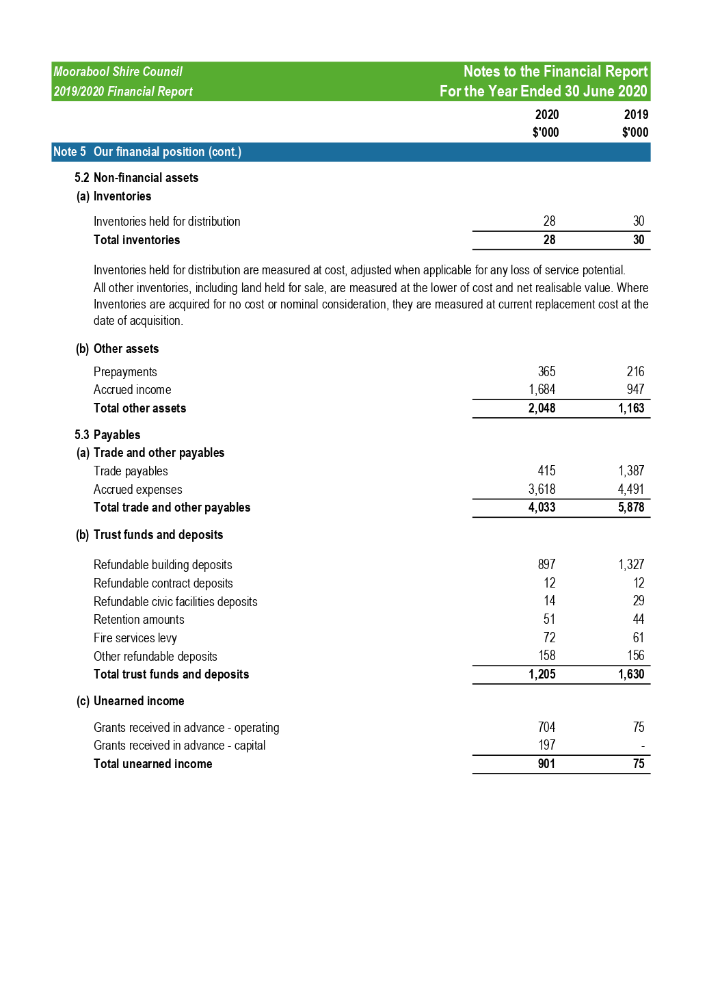 Moorabool Shire Council Notes to the Financial Report
2019/2020 Financial Report For the Year Ended 30 June 2020
2020 2019
$'000 $'000
Note 5 Our financial position (cont.)
5.2 Non-financial assets
(a) Inventories
Inventories held for distribution 28 30
Total inventories 28 30
Inventories held for distribution are measured at cost, adjusted when applicable for any loss of service potential.
All other inventories, including land held for sale, are measured at the lower of cost and net realisable value. Where
Inventories are acquired for no cost or nominal consideration, they are measured at current replacement cost at the
date of acquisition.
(b) Other assets
Prepayments 365 216
Accrued income 1,684 947
Total other assets 2,048 1,163
5.3 Payables
(a) Trade and other payables
Trade payables 415 1,387
Accrued expenses 3,618 4,491
Total trade and other payables 4,033 5,878
(b) Trust funds and deposits
Refundable building deposits 897 1,327
Refundable contract deposits 12 12
Refundable civic facilities deposits 14 29
Retention amounts 51 44
Fire services levy 72 61
Other refundable deposits 158 156
Total trust funds and deposits 1,205 1,630
(c) Unearned income
Grants received in advance - operating 704 75
Grants received in advance - capital 197 -
Total unearned income 901 75